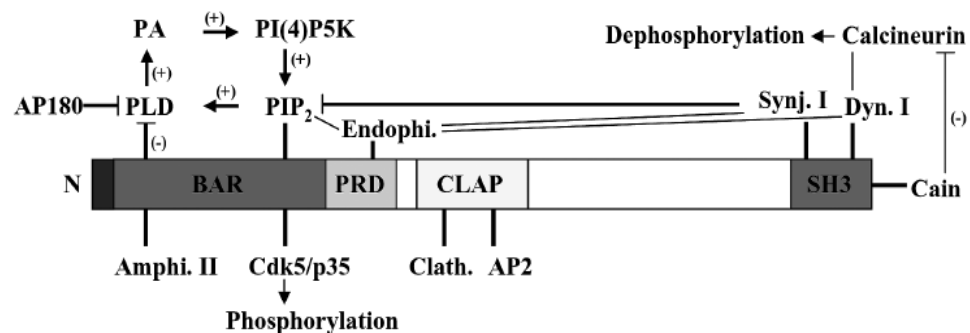 PA (+) PI(4)P5K
Dephosphorylation Calcineurin
(+) (+)
AP180 PLD (+) PIP2 Synj. I Dyn. I
Endophi.
(-) (-)
N BAR PRD CLAP SH3 Cain
Amphi. II Cdk5/p35 Clath. AP2
Phosphorylation